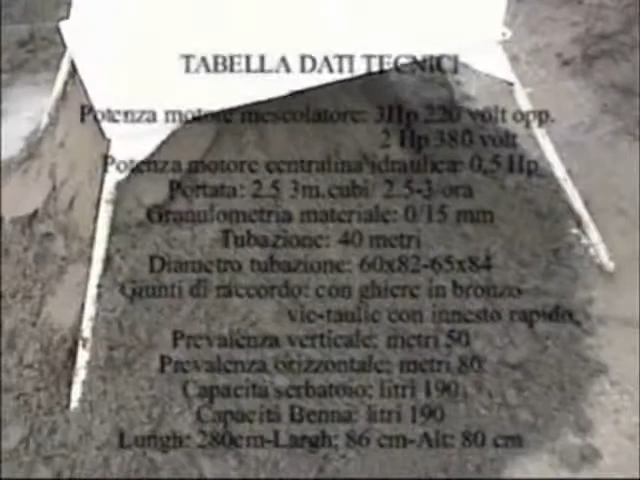 TABELLA DATI TECNICI
Potenza motore mescolatore: 3Hp 220 volt opp.
2 Hp 380 volt
Potenza motore centralina idraulica: 0,5 Hp
Portata: 2.5 3m.cubi/ 2.5-3 ora
Granulometria materiale: 0/15 mm
Tubazione: 40 metri
Diametro tubazione: 60x82-65x84
Giunti di raccordo: con ghiere in bronzo
vic-taulic con innesto rapido.
Prevalenza verticale: metri 50
Prevalenza orizzontale: metri 80
Capacità serbatoio: litri 190
Capacità Benna: litri 190
Lungh: 280cm-Largh: 86 cm-Alt: 80 cm